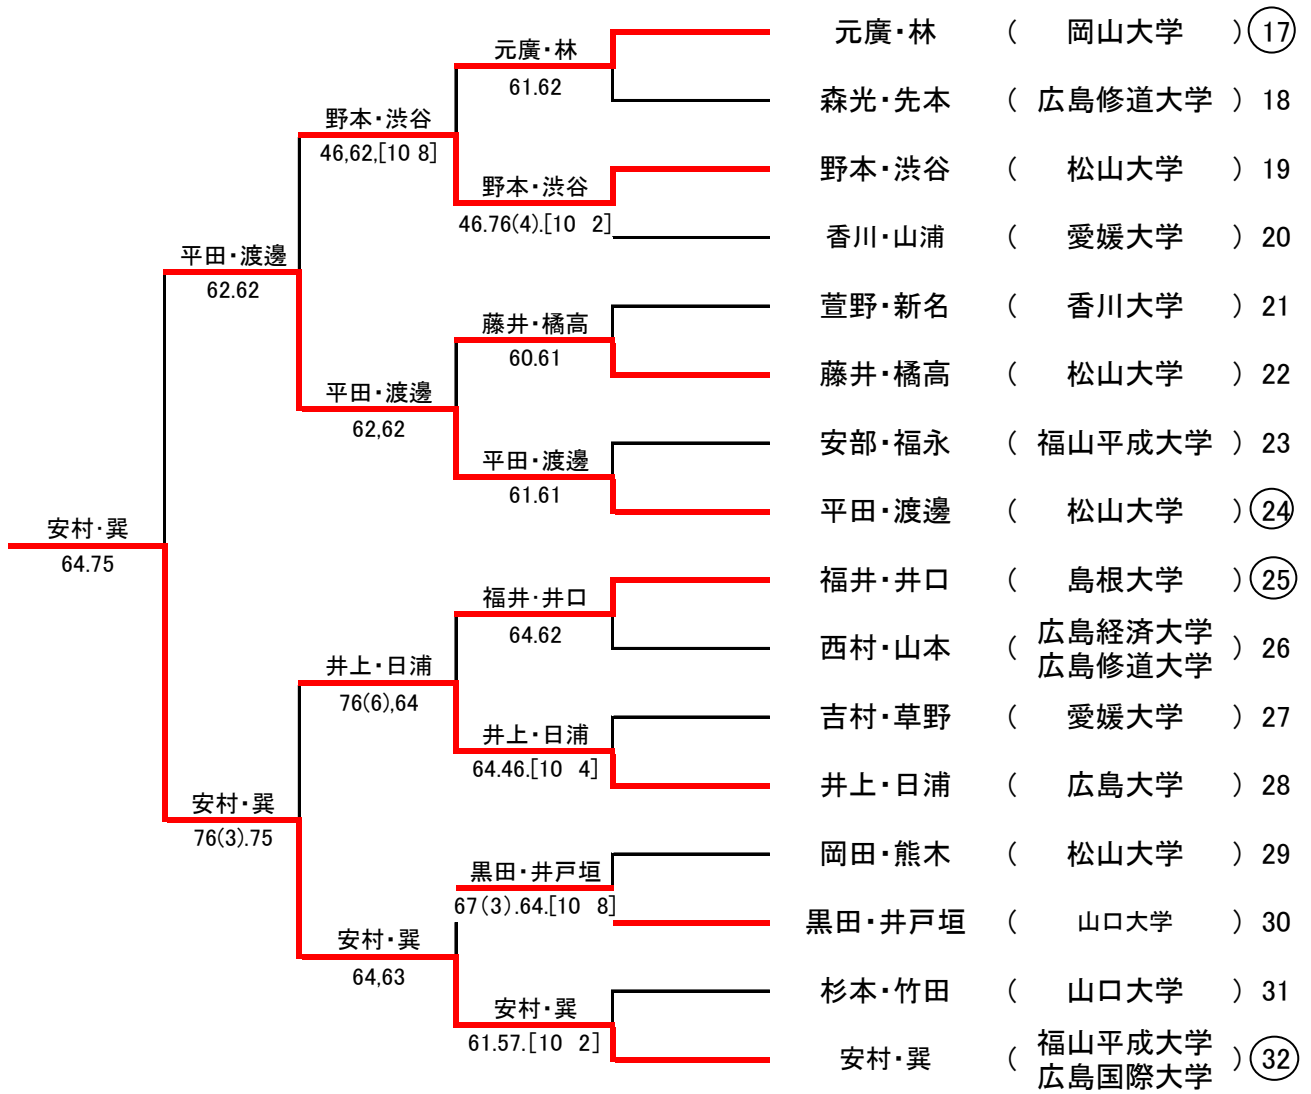 元廣・林 ( 岡山大学 ) 17
元廣・林
61.62
森光・先本 ( 広島修道大学 ) 18
野本・渋谷
46,62,[10 8]
野本・渋谷 ( 松山大学 ) 19
野本・渋谷
46.76(4).[10 2]
香川・山浦 ( 愛媛大学 ) 20
平田・渡邊
62.62
萱野・新名 ( 香川大学 ) 21
藤井・橘高
60.61
藤井・橘高 ( 松山大学 ) 22
平田・渡邊
62,62
安部・福永 ( 福山平成大学 ) 23
平田・渡邊
61.61
平田・渡邊 ( 松山大学 ) 24
安村・巽
64.75
福井・井口 ( 島根大学 ) 25
福井・井口
64.62
西村・山本 ( 広島経済大学
広島修道大学 ) 26
井上・日浦
76(6),64
吉村・草野 ( 愛媛大学 ) 27
井上・日浦
64.46.[10 4]
井上・日浦 ( 広島大学 ) 28
安村・巽
76(3).75
岡田・熊木 ( 松山大学 ) 29
黒田・井戸垣
67(3).64.[10 8]
黒田・井戸垣 ( 山口大学 ) 30
安村・巽
64,63
杉本・竹田 ( 山口大学 ) 31
安村・巽
61.57.[10 2]
安村・巽 ( 福山平成大学
広島国際大学 ) 32